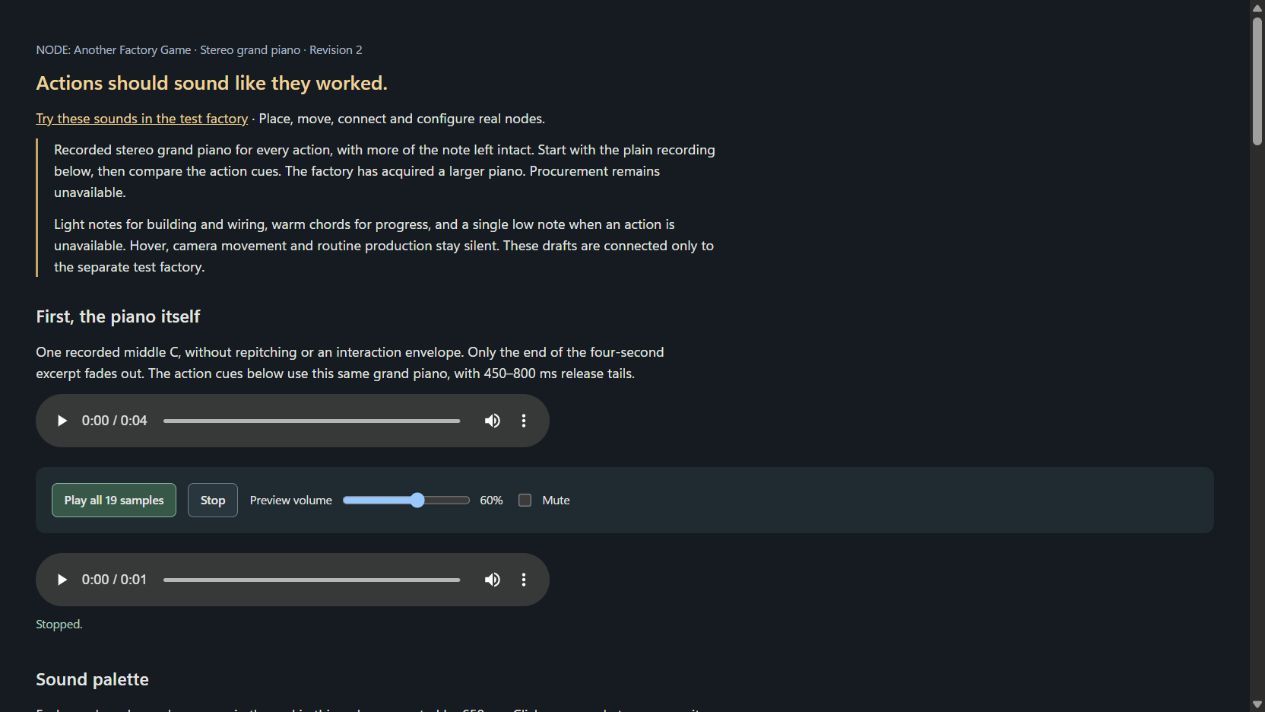 NODE: Another Factory Game · Stereo grand piano · Revision 2
Actions should sound like they worked.
Try these sounds in the test factory · Place, move, connect and configure real nodes.
Recorded stereo grand piano for every action, with more of the note left intact. Start with the plain recording
below, then compare the action cues. The factory has acquired a larger piano. Procurement remains
unavailable.
Light notes for building and wiring, warm chords for progress, and a single low note when an action is
unavailable. Hover, camera movement and routine production stay silent. These drafts are connected only to
the separate test factory.
First, the piano itself
One recorded middle C, without repitching or an interaction envelope. Only the end of the four-second
excerpt fades out. The action cues below use this same grand piano, with 450–800 ms release tails.
0:00 / 0:04
Play all 19 samples Stop Preview volume 60% Mute
0:00 / 0:01
Stopped.
Sound palette